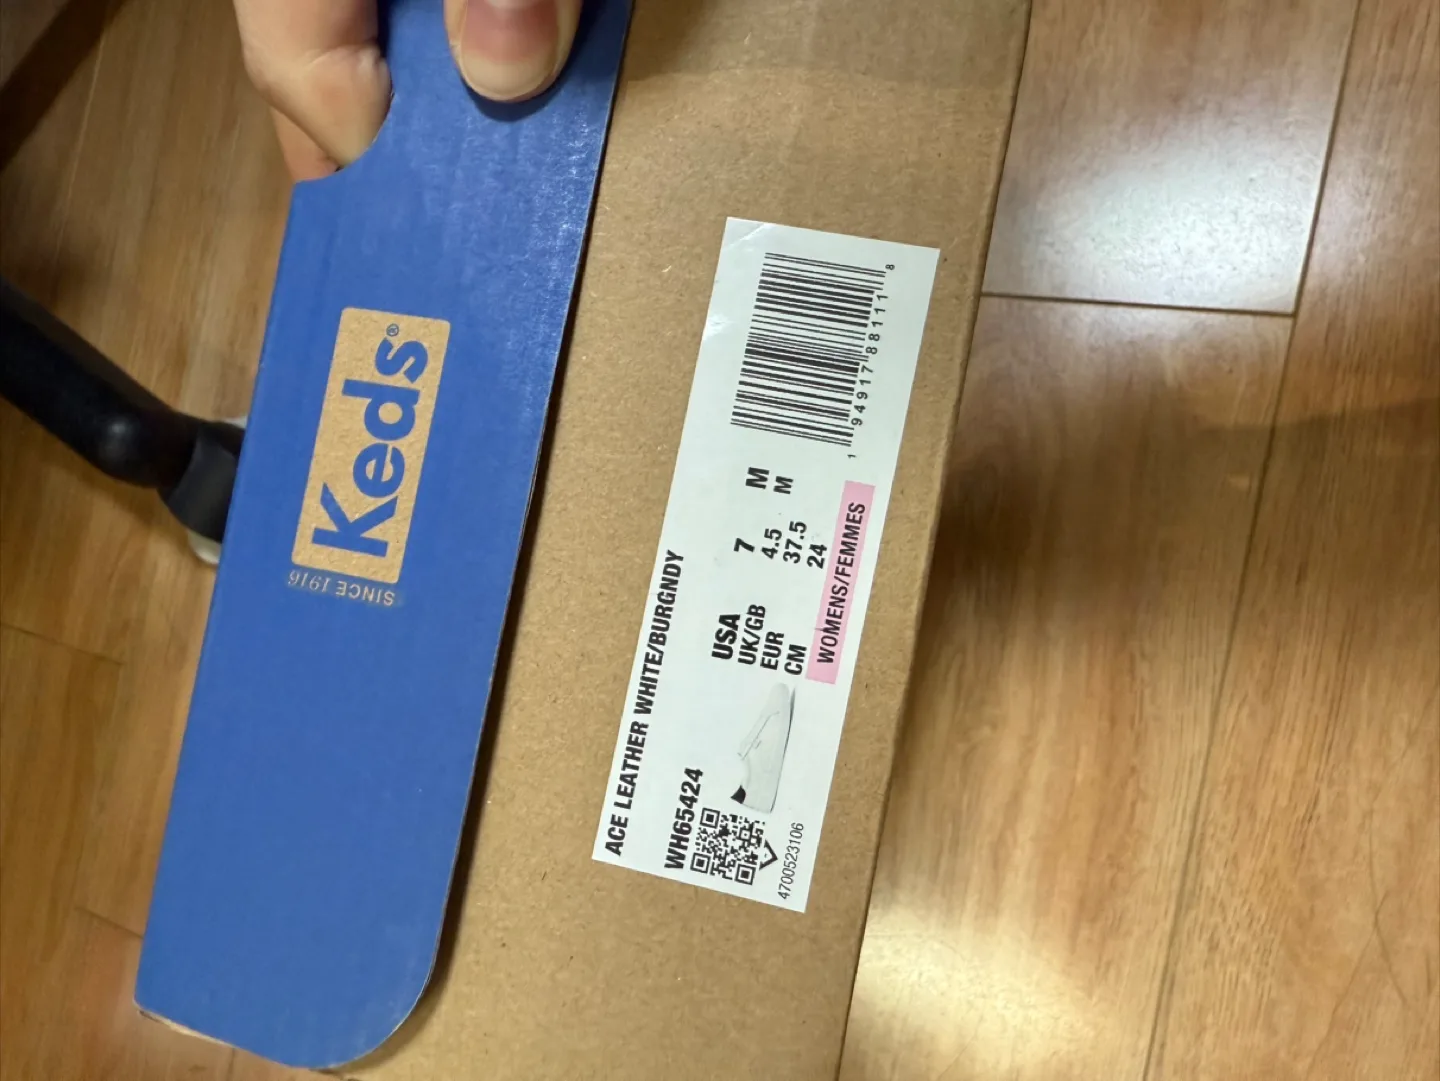 Keds®
SINCE 1916
ACE LEATHER WHITE/BURGNDY
WH65424
USA 7 M
UK/GB 4.5 M
EUR 37.5
CM 24
WOMENS/FEMMES
4700523106
1 94917 88111 8